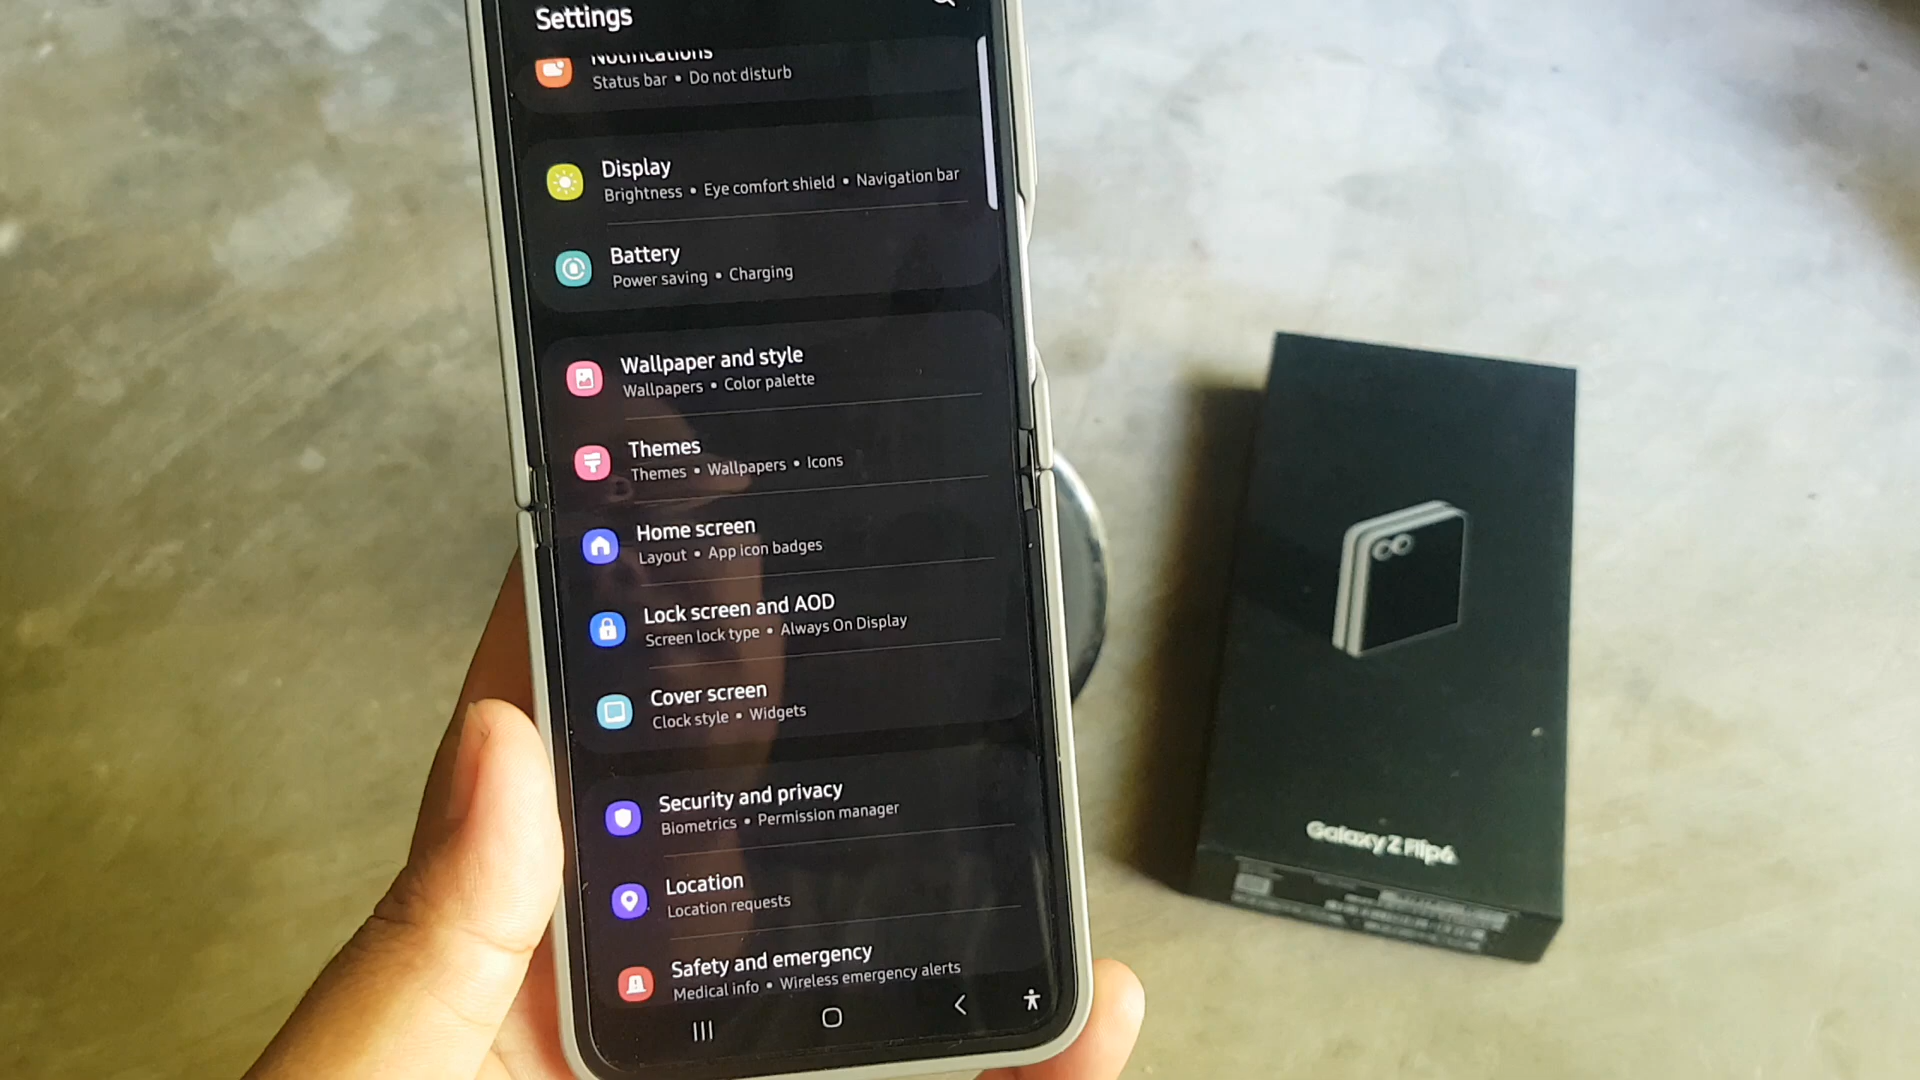 Settings
Notifications
Status bar • Do not disturb
Display
Brightness • Eye comfort shield • Navigation bar
Battery
Power saving • Charging
Wallpaper and style
Wallpapers • Color palette
Themes
Themes • Wallpapers • Icons
Home screen
Layout • App icon badges
Lock screen and AOD
Screen lock type • Always On Display
Cover screen
Clock style • Widgets
Security and privacy
Biometrics • Permission manager
Location
Location requests
Safety and emergency
Medical info • Wireless emergency alerts
Galaxy Z Flip6